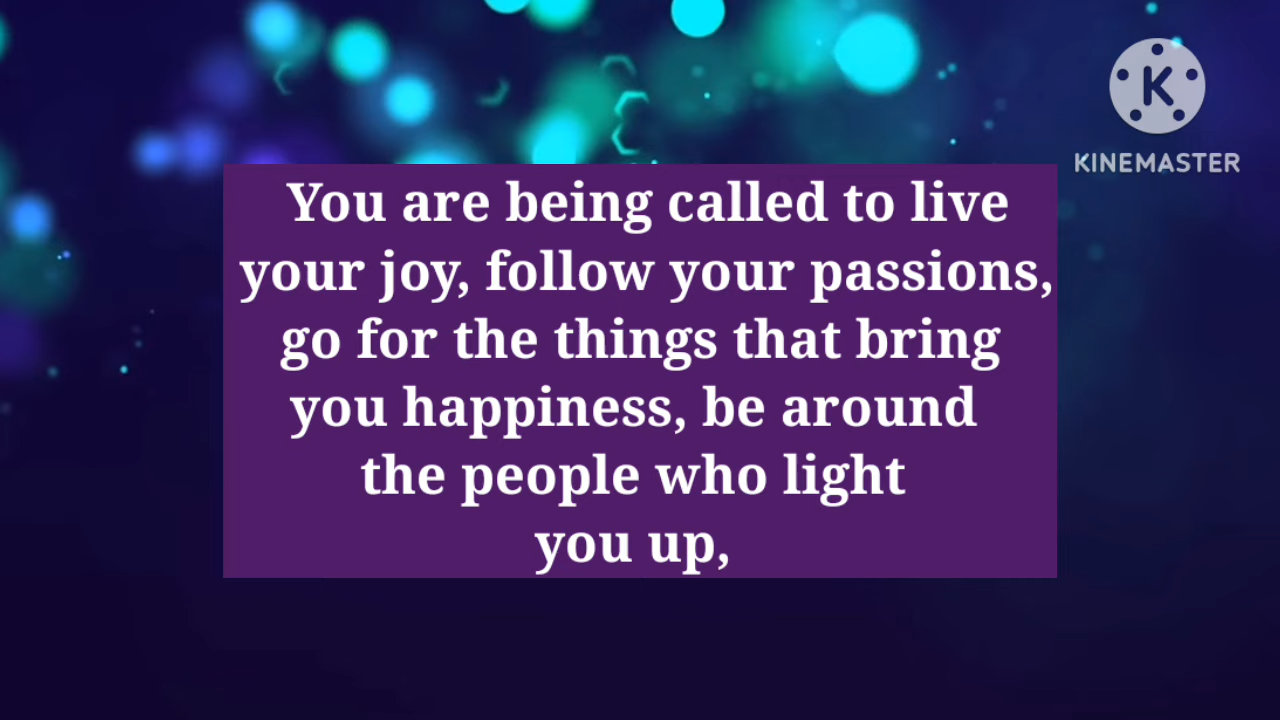 K
KINEMASTER
You are being called to live
your joy, follow your passions,
go for the things that bring
you happiness, be around
the people who light
you up,